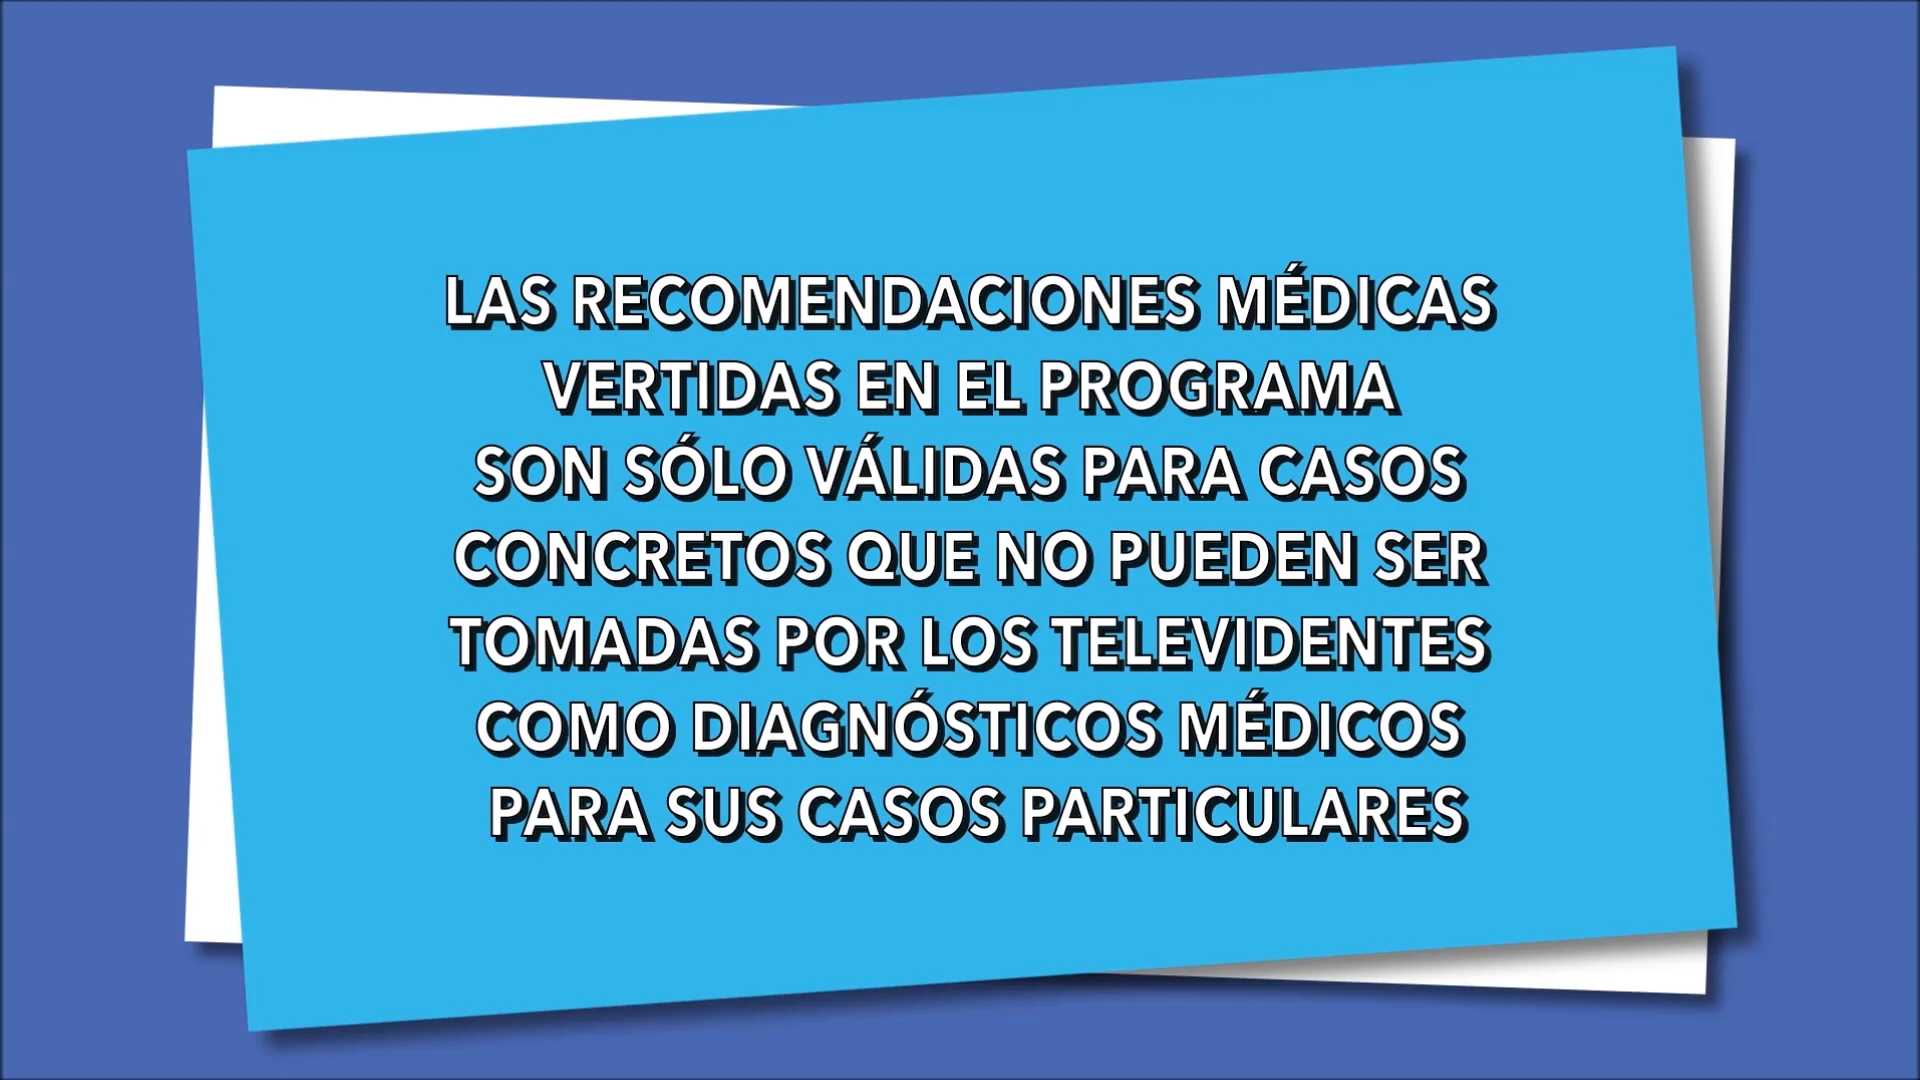 LAS RECOMENDACIONES MÉDICAS
VERTIDAS EN EL PROGRAMA
SON SÓLO VÁLIDAS PARA CASOS
CONCRETOS QUE NO PUEDEN SER
TOMADAS POR LOS TELEVIDENTES
COMO DIAGNÓSTICOS MÉDICOS
PARA SUS CASOS PARTICULARES